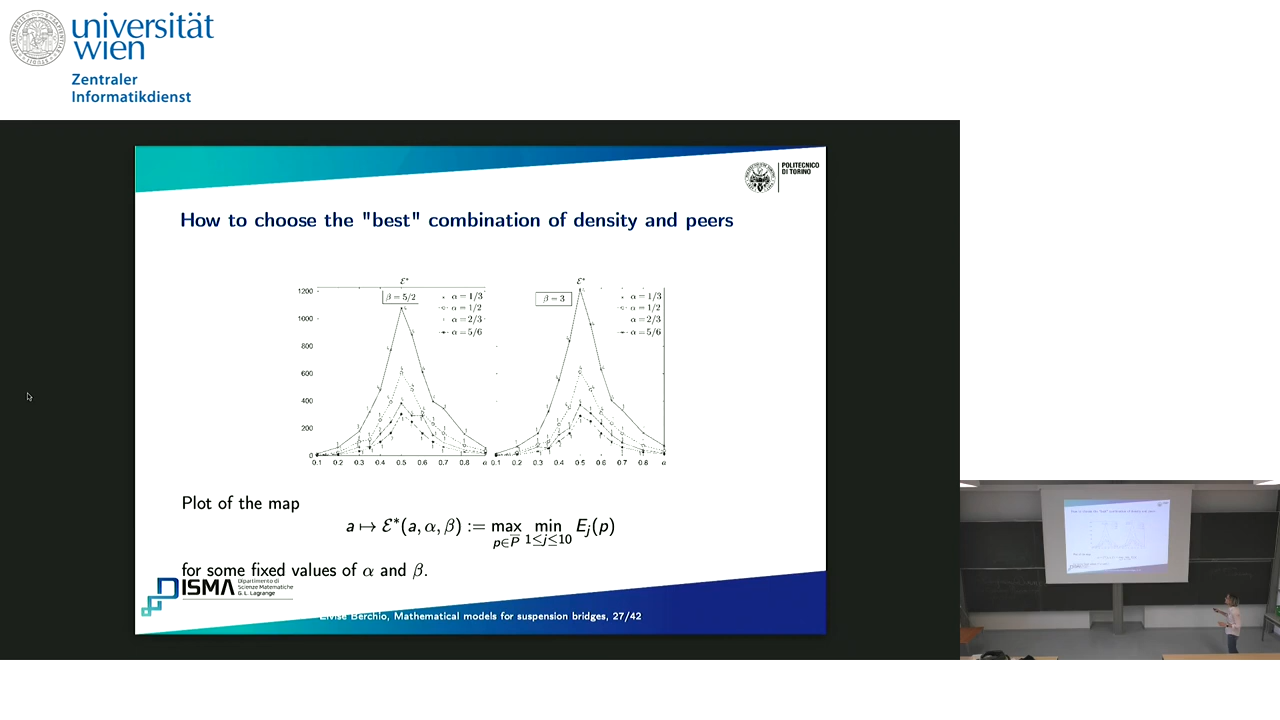 universität
wien
Zentraler
Informatikdienst
POLITECNICO
DI TORINO
How to choose the "best" combination of density and peers
ℰ*
β = 5/2
α = 1/3
α = 1/2
α = 2/3
α = 5/6
1200
1000
800
600
400
200
0
0.1 0.2 0.3 0.4 0.5 0.6 0.7 0.8 a
ℰ*
β = 3
α = 1/3
α = 1/2
α = 2/3
α = 5/6
0.1 0.2 0.3 0.4 0.5 0.6 0.7 0.8 a
Plot of the map
a ↦ ℰ*(a, α, β) := max min E_j(p)
p∈P̅ 1≤j≤10
for some fixed values of α and β.
DISMA
Dipartimento di
Scienze Matematiche
G. L. Lagrange
Elvise Berchio, Mathematical models for suspension bridges, 27/42